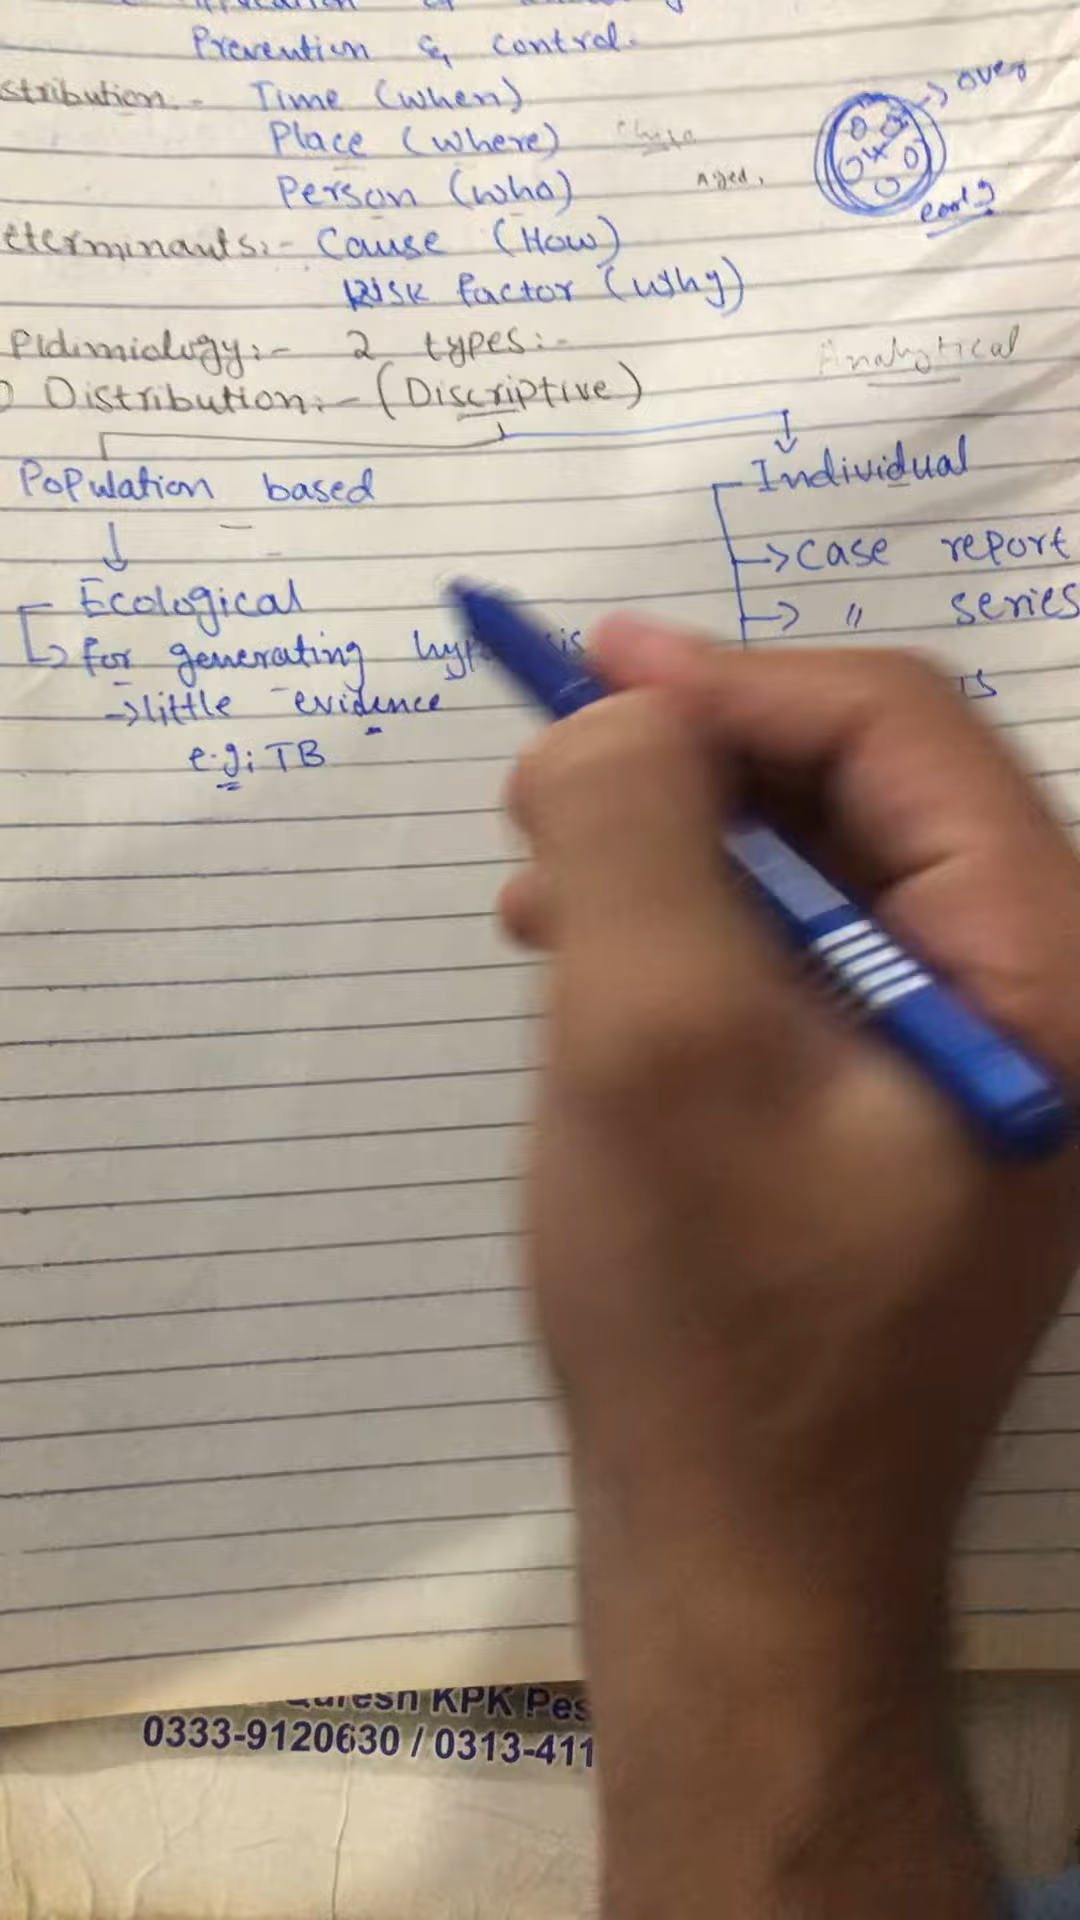 Prevention & control.
stribution:- Time (when)
Place (where)
Person (who)
Aged.
over
early
eterminants:- Cause (How)
Risk factor (why)
Pidimiology:- 2 types:-
Analytical
Distribution:- (Discriptive)
Population based
Individual
→ Case report
→ " series
Ecological
→ for generating
→ little evidence
e.g; TB
KPK Pes
0333-9120630 / 0313-411